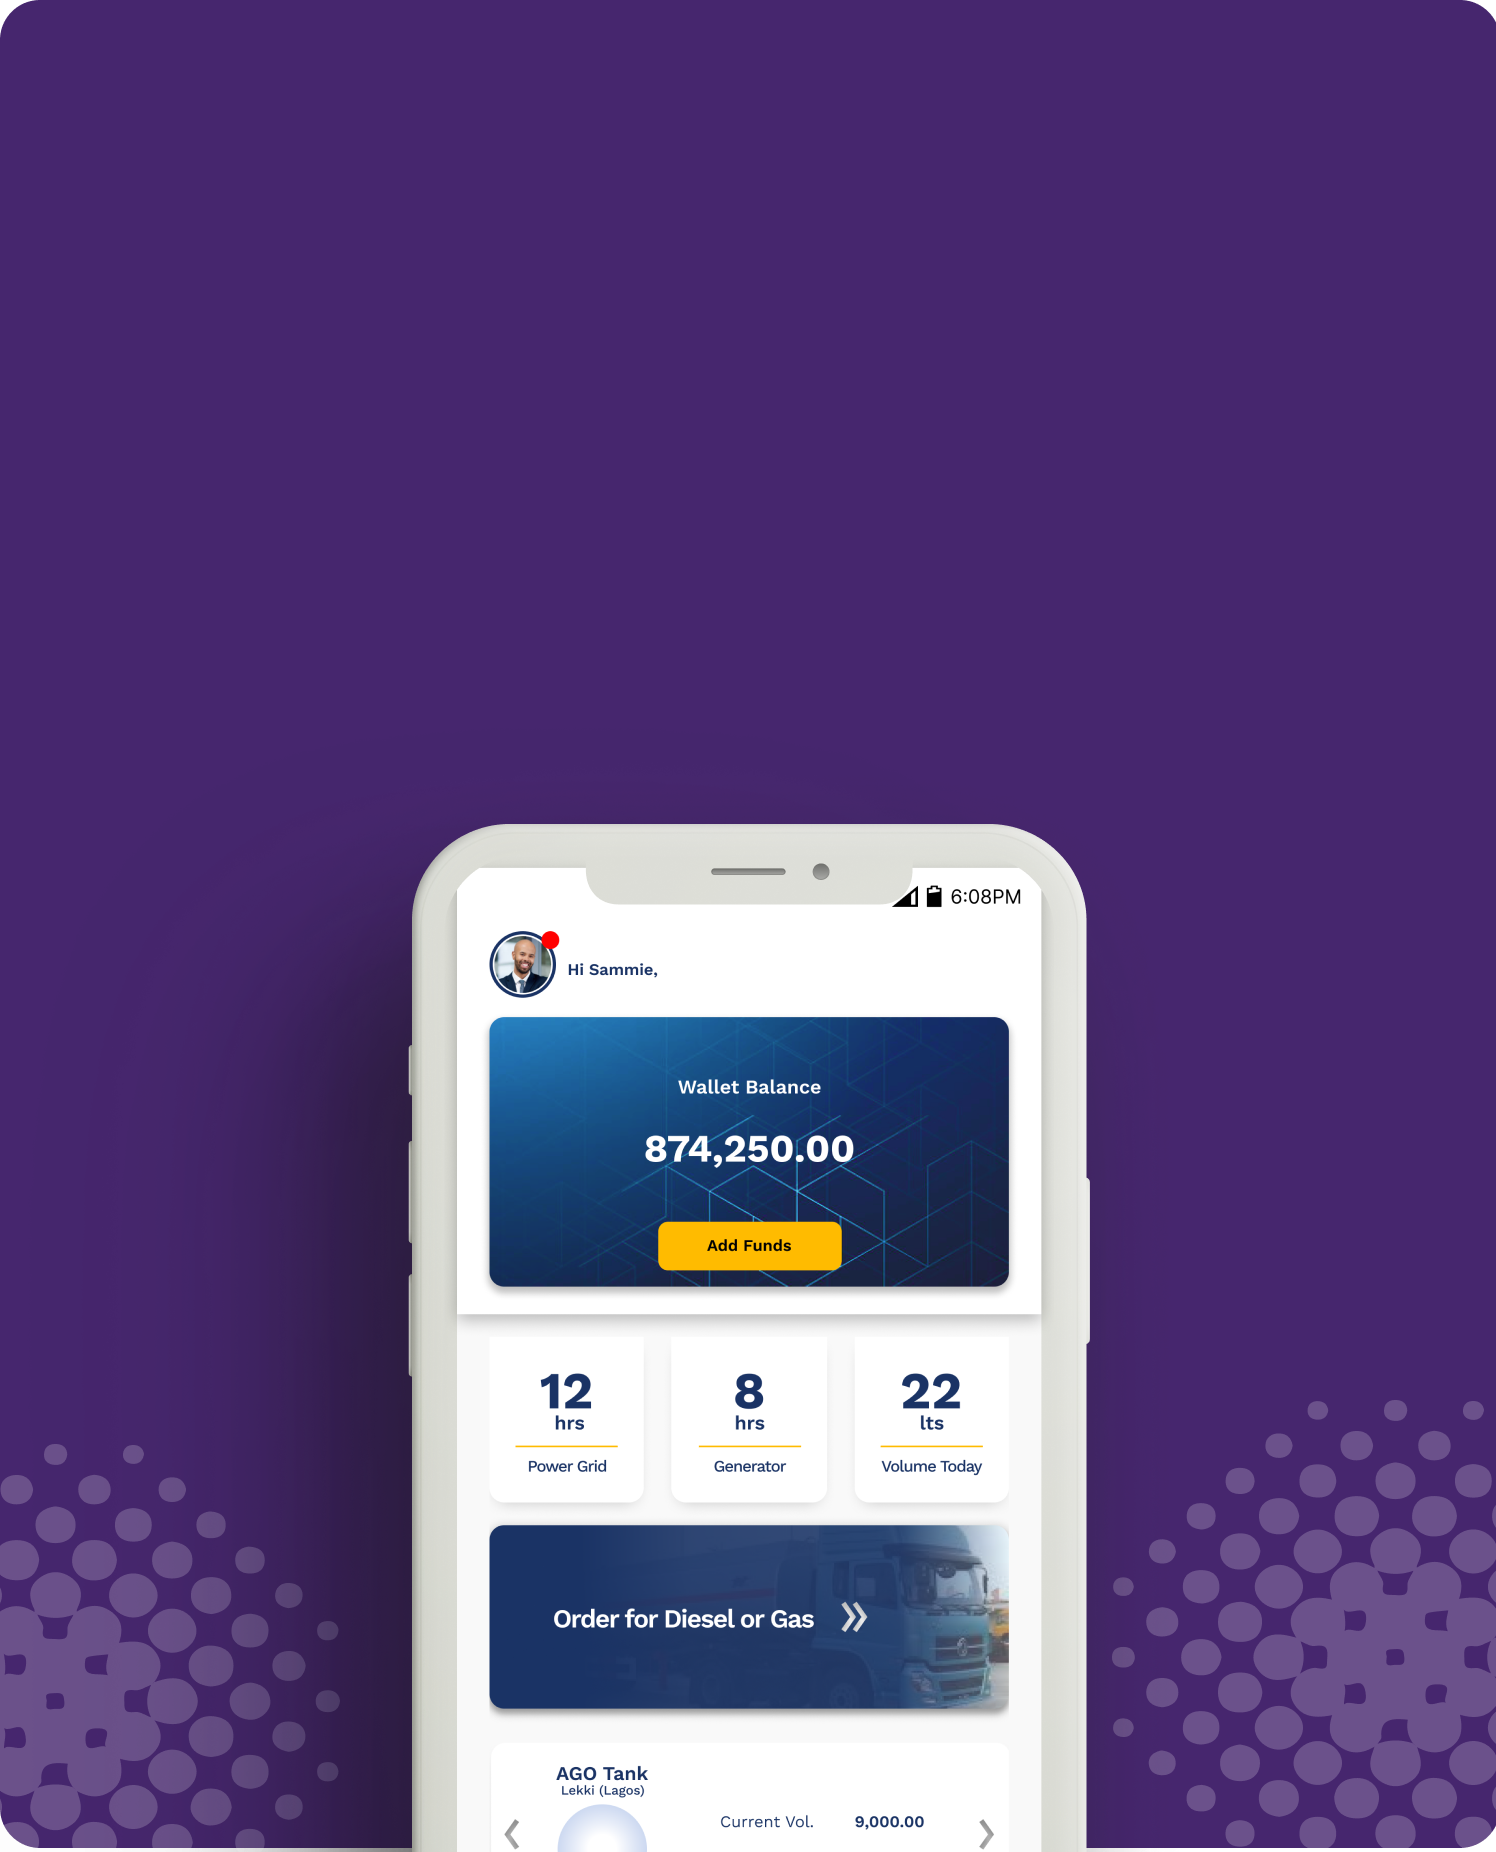 6:08PM
Hi Sammie,
Wallet Balance
874,250.00
Add Funds
12
hrs
Power Grid
8
hrs
Generator
22
lts
Volume Today
Order for Diesel or Gas
AGO Tank
Lekki (Lagos)
Current Vol. 9,000.00